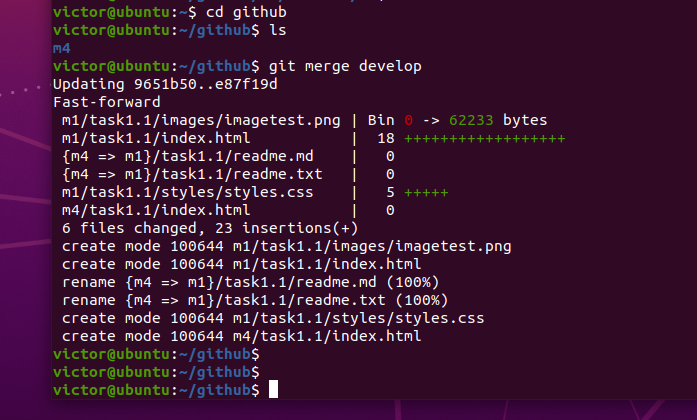 victor@ubuntu:~$ cd github
victor@ubuntu:~/github$ ls
m4
victor@ubuntu:~/github$ git merge develop
Updating 9651b50..e87f19d
Fast-forward
 m1/task1.1/images/imagetest.png | Bin 0 -> 62233 bytes
 m1/task1.1/index.html           |  18 ++++++++++++++++++
 {m4 => m1}/task1.1/readme.md    |   0
 {m4 => m1}/task1.1/readme.txt   |   0
 m1/task1.1/styles/styles.css    |   5 +++++
 m4/task1.1/index.html           |   0
 6 files changed, 23 insertions(+)
 create mode 100644 m1/task1.1/images/imagetest.png
 create mode 100644 m1/task1.1/index.html
 rename {m4 => m1}/task1.1/readme.md (100%)
 rename {m4 => m1}/task1.1/readme.txt (100%)
 create mode 100644 m1/task1.1/styles/styles.css
 create mode 100644 m4/task1.1/index.html
victor@ubuntu:~/github$
victor@ubuntu:~/github$
victor@ubuntu:~/github$